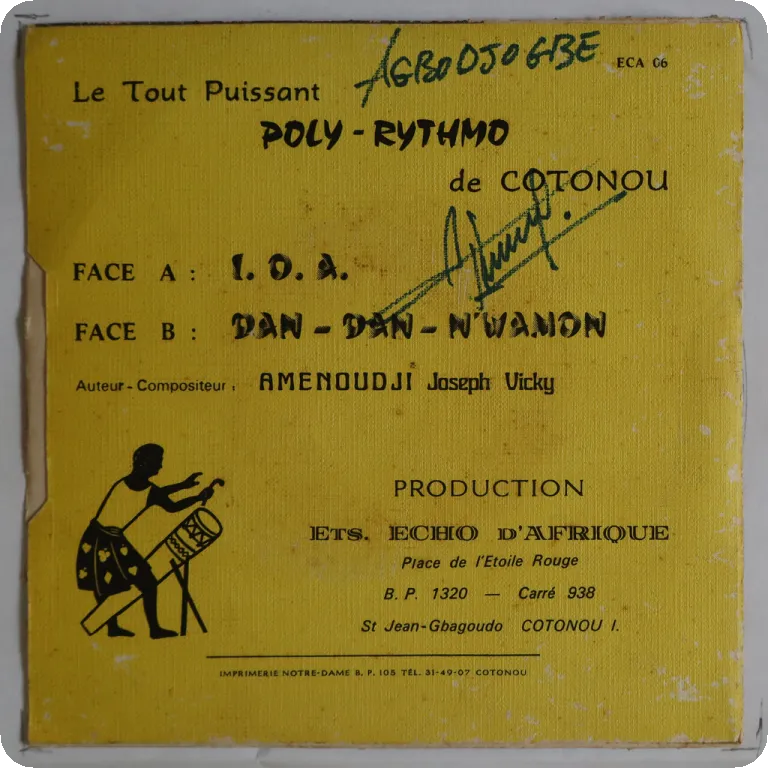 AGBODJOGBE
ECA 06
Le Tout Puissant
POLY - RYTHMO
de COTONOU
FACE A : I. O. A.
FACE B : DAN - DAN - N'WAMON
Auteur - Compositeur : AMENOUDJI Joseph Vicky
PRODUCTION
ETS. ECHO D'AFRIQUE
Place de l'Etoile Rouge
B. P. 1320 — Carré 938
St Jean-Gbagoudo COTONOU I.
IMPRIMERIE NOTRE-DAME B. P. 105 TÉL. 31-49-07 COTONOU